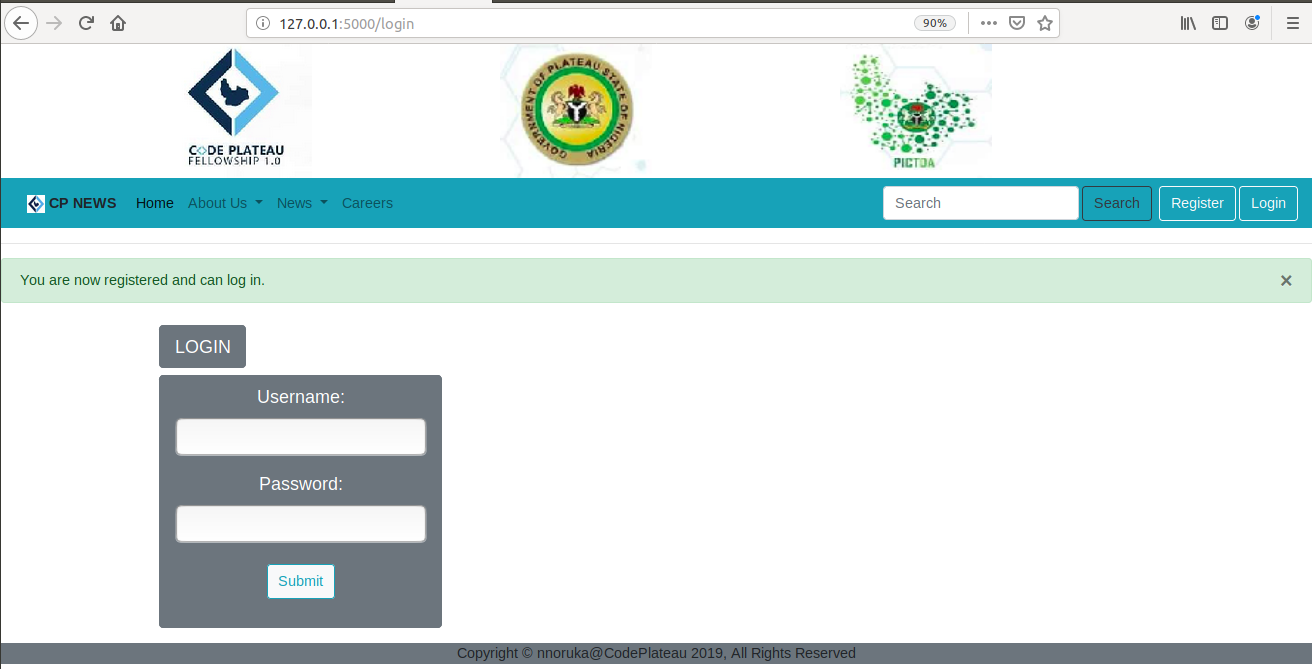 127.0.0.1:5000/login
90%
CODE PLATEAU
FELLOWSHIP 1.0
GOVERNMENT OF PLATEAU STATE OF NIGERIA
PICTDA
CP NEWS Home About Us News Careers Search Search Register Login
You are now registered and can log in. ×
LOGIN
Username:
Password:
Submit
Copyright © nnoruka@CodePlateau 2019, All Rights Reserved